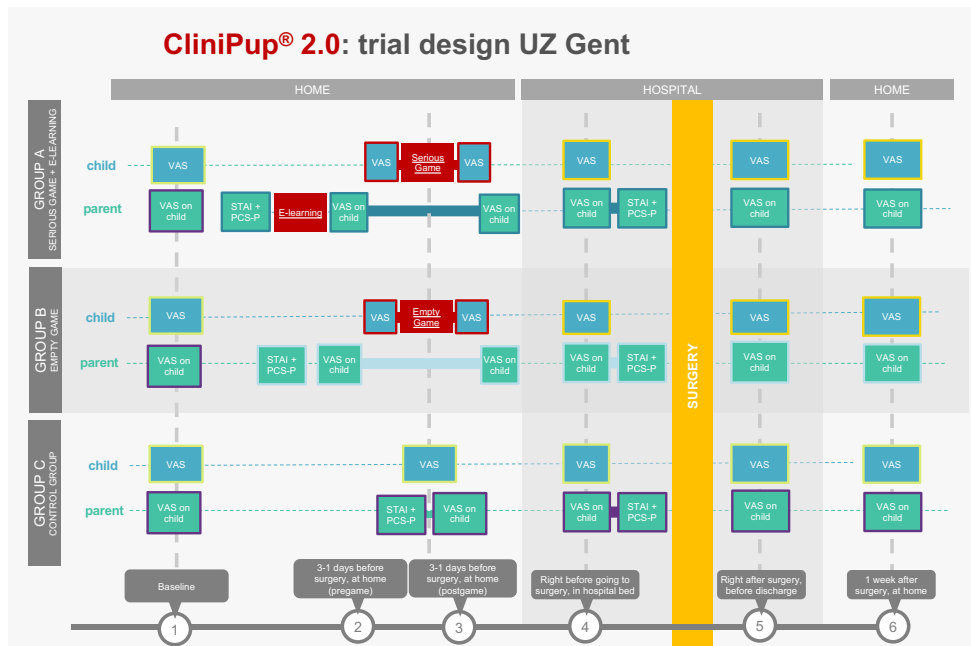 CliniPup® 2.0: trial design UZ Gent
HOME
HOSPITAL
HOME
GROUP A
SERIOUS GAME + E-LEARNING
child
VAS
VAS
Serious
Game
VAS
VAS
VAS
VAS
parent
VAS on
child
STAI +
PCS-P
E-learning
VAS on
child
VAS on
child
VAS on
child
STAI +
PCS-P
VAS on
child
VAS on
child
GROUP B
EMPTY GAME
child
VAS
VAS
Empty
Game
VAS
VAS
VAS
VAS
parent
VAS on
child
STAI +
PCS-P
VAS on
child
VAS on
child
VAS on
child
STAI +
PCS-P
VAS on
child
VAS on
child
SURGERY
GROUP C
CONTROL GROUP
child
VAS
VAS
VAS
VAS
VAS
parent
VAS on
child
STAI +
PCS-P
VAS on
child
VAS on
child
STAI +
PCS-P
VAS on
child
VAS on
child
Baseline
3-1 days before
surgery, at home
(pregame)
3-1 days before
surgery, at home
(postgame)
Right before going to
surgery, in hospital bed
Right after surgery,
before discharge
1 week after
surgery, at home
1
2
3
4
5
6